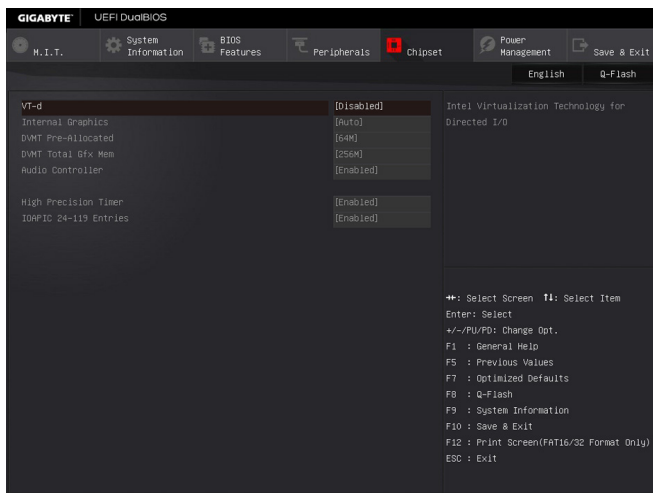 GIGABYTE™ UEFI DualBIOS
M.I.T.
System Information
BIOS Features
Peripherals
Chipset
Power Management
Save & Exit
English Q-Flash
VT-d [Disabled]
Internal Graphics [Auto]
DVMT Pre-Allocated [64M]
DVMT Total Gfx Mem [256M]
Audio Controller [Enabled]
High Precision Timer [Enabled]
IOAPIC 24-119 Entries [Enabled]
Intel Virtualization Technology for
Directed I/O
→←: Select Screen ↑↓: Select Item
Enter: Select
+/-/PU/PD: Change Opt.
F1 : General Help
F5 : Previous Values
F7 : Optimized Defaults
F8 : Q-Flash
F9 : System Information
F10 : Save & Exit
F12 : Print Screen(FAT16/32 Format Only)
ESC : Exit